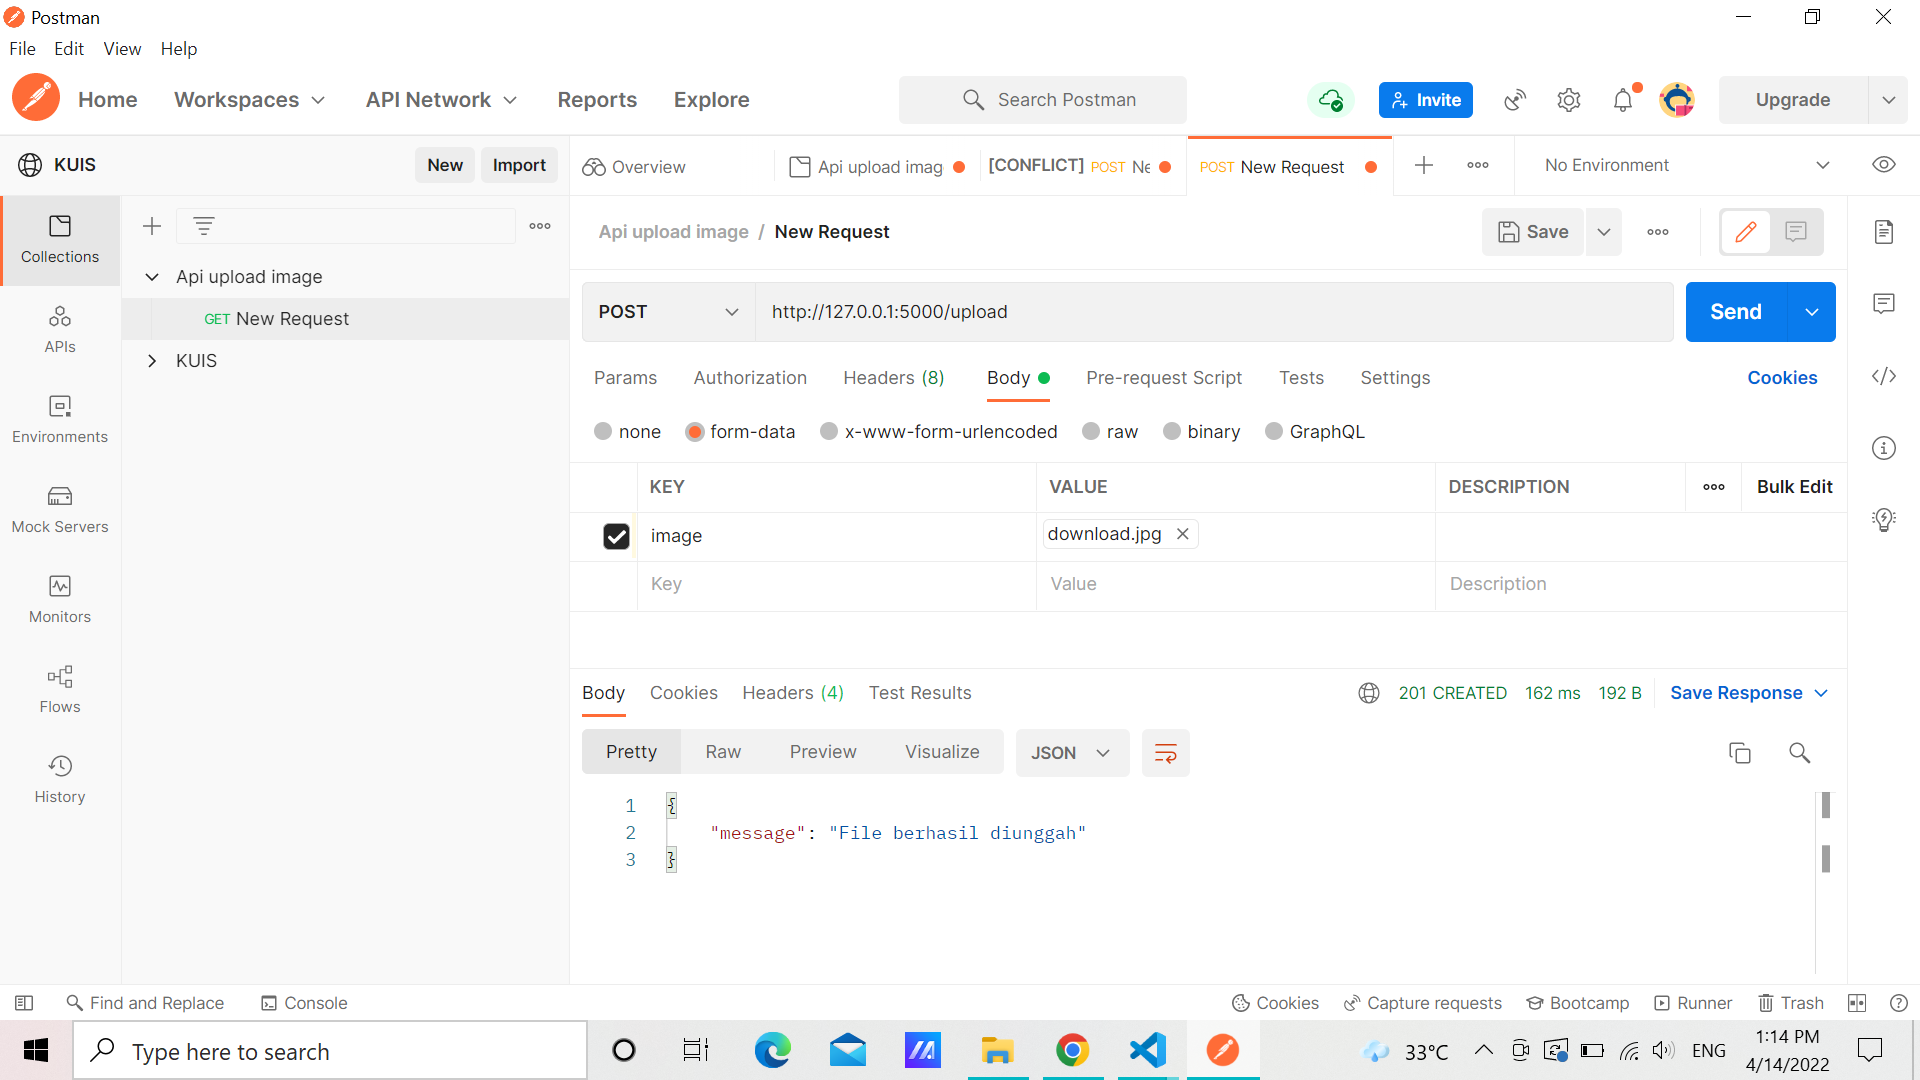 Postman
File Edit View Help
Home Workspaces API Network Reports Explore Search Postman Invite Upgrade
KUIS New Import Overview Api upload imag [CONFLICT] POST Ne POST New Request No Environment
Api upload image / New Request Save
Collections
Api upload image
GET New Request
KUIS
APIs
Environments
Mock Servers
Monitors
Flows
History
POST http://127.0.0.1:5000/upload Send
Params Authorization Headers (8) Body Pre-request Script Tests Settings Cookies
none form-data x-www-form-urlencoded raw binary GraphQL
KEY VALUE DESCRIPTION Bulk Edit
image download.jpg
Key Value Description
Body Cookies Headers (4) Test Results 201 CREATED 162 ms 192 B Save Response
Pretty Raw Preview Visualize JSON
1 {
2 "message": "File berhasil diunggah"
3 }
Find and Replace Console Cookies Capture requests Bootcamp Runner Trash
Type here to search 33°C ENG 1:14 PM
4/14/2022